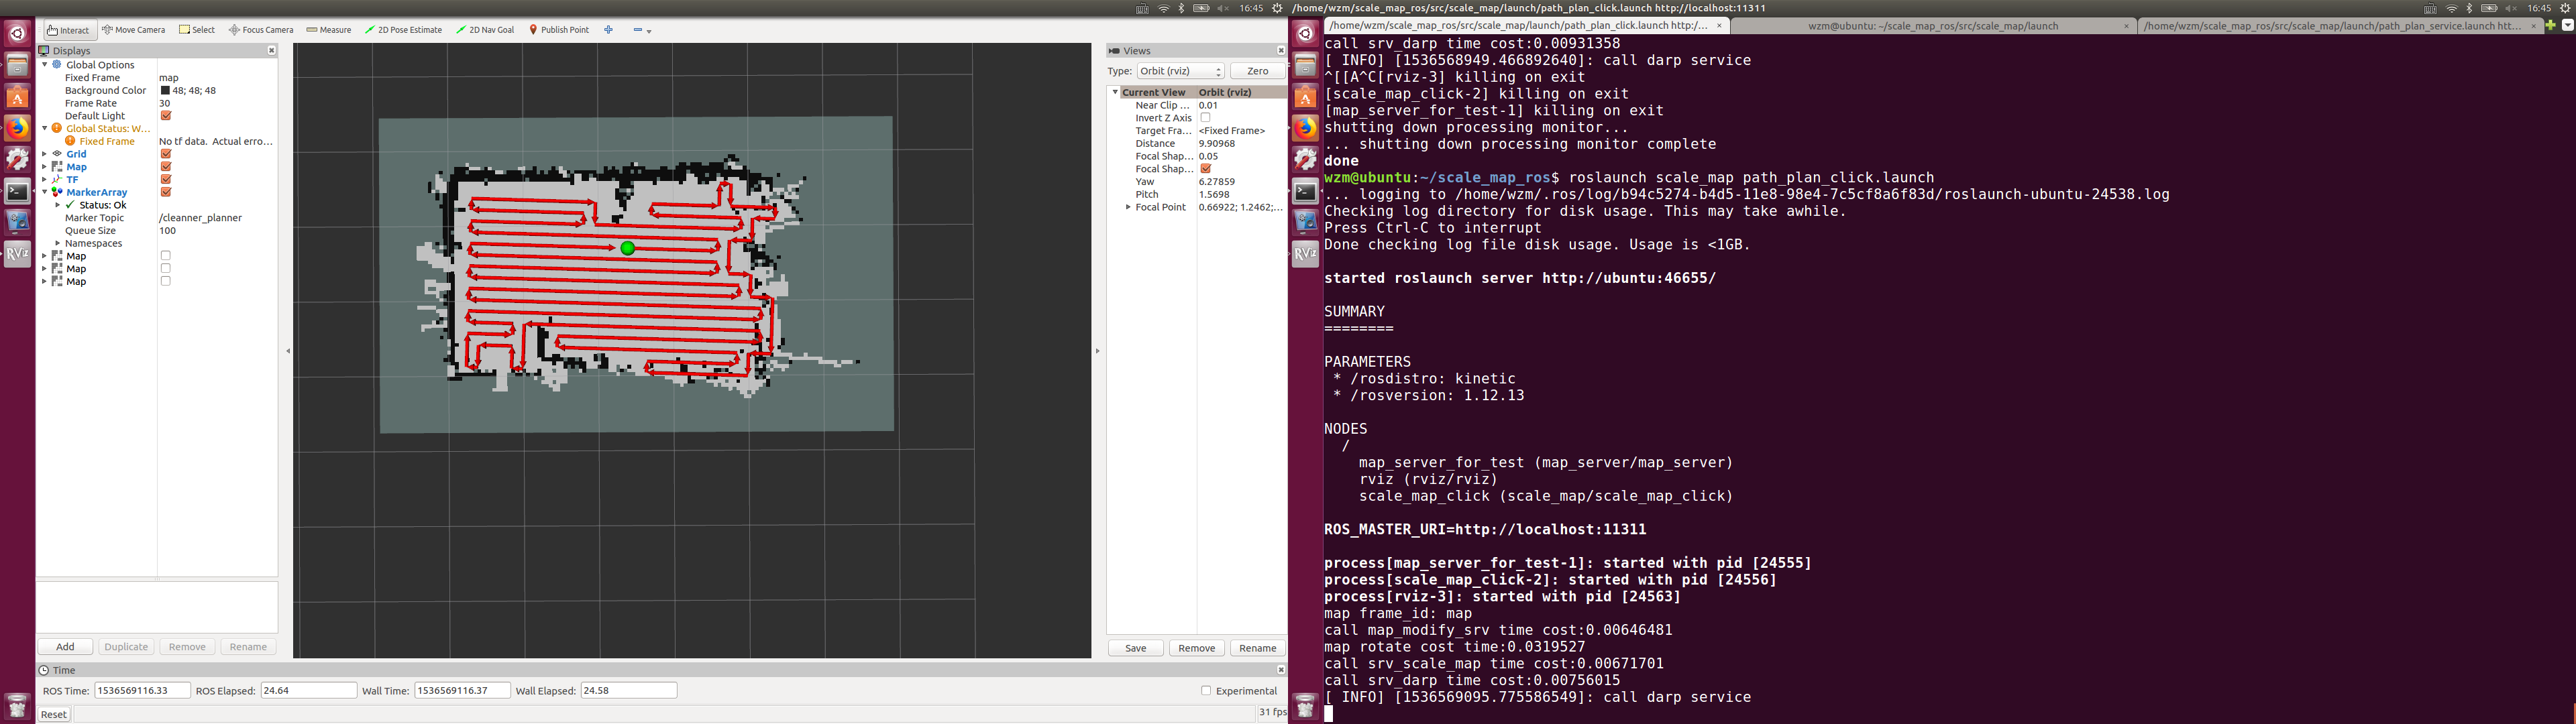 16:45
/home/wzm/scale_map_ros/src/scale_map/launch/path_plan_click.launch http://localhost:11311
16:45
Interact
Move Camera
Select
Focus Camera
Measure
2D Pose Estimate
2D Nav Goal
Publish Point
Displays
Global Options
Fixed Frame map
Background Color 48; 48; 48
Frame Rate 30
Default Light
Global Status: W...
Fixed Frame No tf data. Actual erro...
Grid
Map
TF
MarkerArray
Status: Ok
Marker Topic /cleanner_planner
Queue Size 100
Namespaces
Map
Map
Map
Add
Duplicate
Remove
Rename
Views
Type: Orbit (rviz) Zero
Current View Orbit (rviz)
Near Clip ... 0.01
Invert Z Axis
Target Fra... <Fixed Frame>
Distance 9.90968
Focal Shap... 0.05
Focal Shap...
Yaw 6.27859
Pitch 1.5698
Focal Point 0.66922; 1.2462;...
Save
Remove
Rename
Time
ROS Time: 1536569116.33 ROS Elapsed: 24.64 Wall Time: 1536569116.37 Wall Elapsed: 24.58 Experimental
Reset
31 fps
/home/wzm/scale_map_ros/src/scale_map/launch/path_plan_click.launch http:/...
wzm@ubuntu: ~/scale_map_ros/src/scale_map/launch
/home/wzm/scale_map_ros/src/scale_map/launch/path_plan_service.launch htt...
call srv_darp time cost:0.00931358
[ INFO] [1536568949.466892640]: call darp service
^[[A^C[rviz-3] killing on exit
[scale_map_click-2] killing on exit
[map_server_for_test-1] killing on exit
shutting down processing monitor...
... shutting down processing monitor complete
done
wzm@ubuntu:~/scale_map_ros$ roslaunch scale_map path_plan_click.launch
... logging to /home/wzm/.ros/log/b94c5274-b4d5-11e8-98e4-7c5cf8a6f83d/roslaunch-ubuntu-24538.log
Checking log directory for disk usage. This may take awhile.
Press Ctrl-C to interrupt
Done checking log file disk usage. Usage is <1GB.
started roslaunch server http://ubuntu:46655/
SUMMARY
========
PARAMETERS
* /rosdistro: kinetic
* /rosversion: 1.12.13
NODES
/
map_server_for_test (map_server/map_server)
rviz (rviz/rviz)
scale_map_click (scale_map/scale_map_click)
ROS_MASTER_URI=http://localhost:11311
process[map_server_for_test-1]: started with pid [24555]
process[scale_map_click-2]: started with pid [24556]
process[rviz-3]: started with pid [24563]
map frame_id: map
call map_modify_srv time cost:0.00646481
map rotate cost time:0.0319527
call srv_scale_map time cost:0.00671701
call srv_darp time cost:0.00756015
[ INFO] [1536569095.775586549]: call darp service